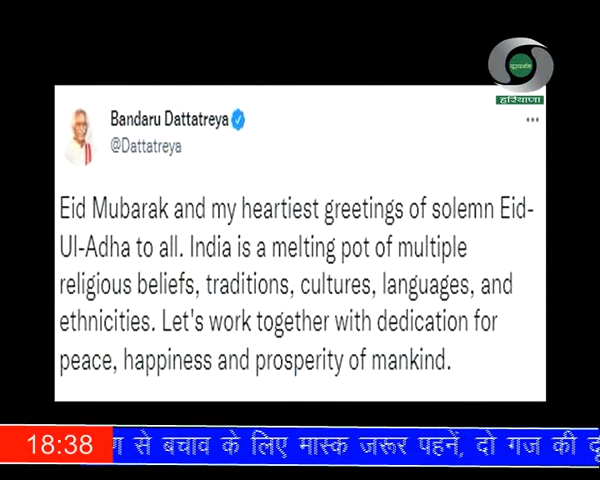 दूरदर्शन
हरियाणा
Bandaru Dattatreya
@Dattatreya
Eid Mubarak and my heartiest greetings of solemn Eid-
Ul-Adha to all. India is a melting pot of multiple
religious beliefs, traditions, cultures, languages, and
ethnicities. Let's work together with dedication for
peace, happiness and prosperity of mankind.
18:38 से बचाव के लिए मास्क जरूर पहनें, दो गज की